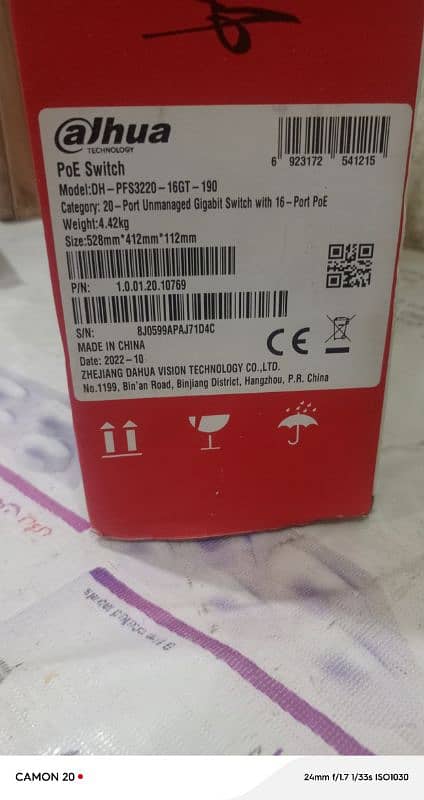 alhua
TECHNOLOGY
6 923172 541215
PoE Switch
Model:DH-PFS3220-16GT-190
Category: 20-Port Unmanaged Gigabit Switch with 16-Port PoE
Weight:4.42kg
Size:528mm*412mm*112mm
P/N: 1.0.01.20.10769
S/N: 8J0599APAJ71D4C
MADE IN CHINA
Date: 2022-10
CE
ZHEJIANG DAHUA VISION TECHNOLOGY CO.,LTD.
No.1199, Bin'an Road, Binjiang District, Hangzhou, P.R. China
CAMON 20
24mm f/1.7 1/33s ISO1030